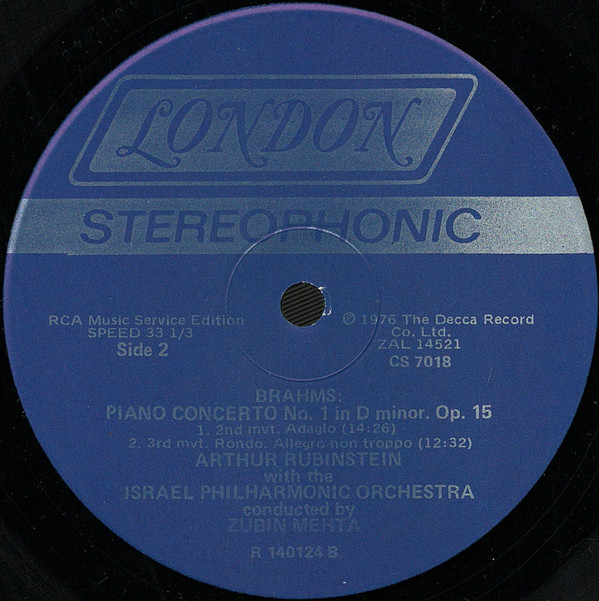 LONDON
STEREOPHONIC
RCA Music Service Edition
SPEED 33 1/3
Side 2
℗ 1976 The Decca Record
Co. Ltd.
ZAL 14521
CS 7018
BRAHMS:
PIANO CONCERTO No. 1 in D minor. Op. 15
1. 2nd mvt. Adagio (14:26)
2. 3rd mvt. Rondo. Allegro non troppo (12:32)
ARTHUR RUBINSTEIN
with the
ISRAEL PHILHARMONIC ORCHESTRA
conducted by
ZUBIN MEHTA
R 140124 B